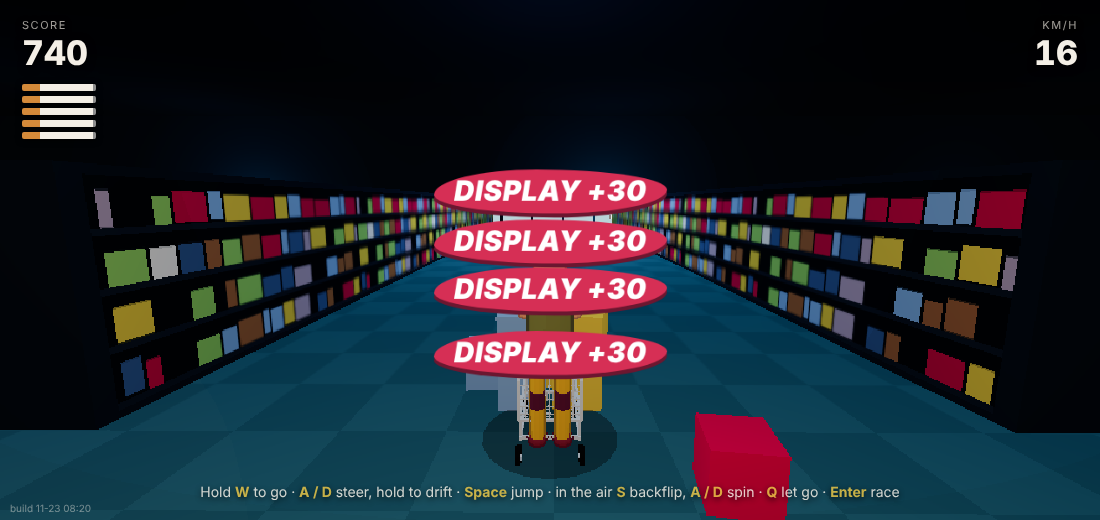 SCORE
740
KM/H
16
DISPLAY +30
DISPLAY +30
DISPLAY +30
DISPLAY +30
Hold W to go · A / D steer, hold to drift · Space jump · in the air S backflip, A / D spin · Q let go · Enter race
build 11-23 08:20